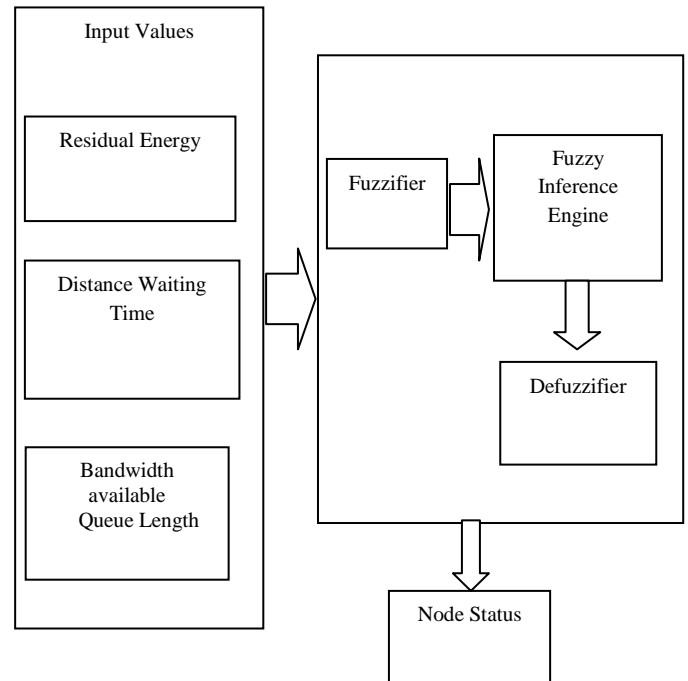 Input Values
Residual Energy
Distance Waiting
Time
Bandwidth
available
Queue Length
Fuzzifier
Fuzzy
Inference
Engine
Defuzzifier
Node Status